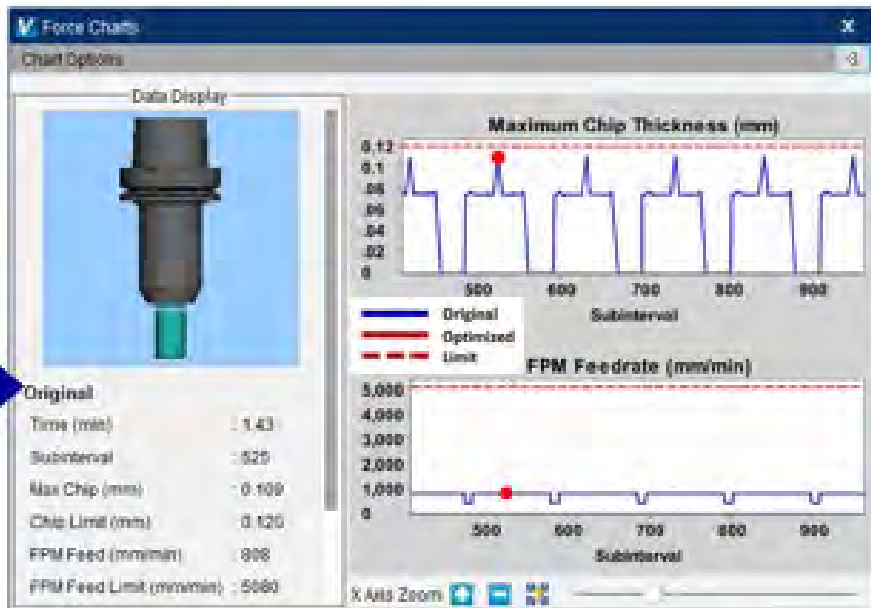 Force Charts
Chart Options
Data Display
Original
Time (min) : 1.43
Subinterval : 525
Max Chip (mm) : 0.109
Chip Limit (mm) : 0.120
FPM Feed (mm/min) : 808
FPM Feed Limit (mm/min) : 5080
Maximum Chip Thickness (mm)
0.12
0.1
.08
.06
.04
.02
0
500 600 700 800 900
Subinterval
Original
Optimized
Limit
FPM Feedrate (mm/min)
5,000
4,000
3,000
2,000
1,000
0
500 600 700 800 900
Subinterval
X Axis Zoom